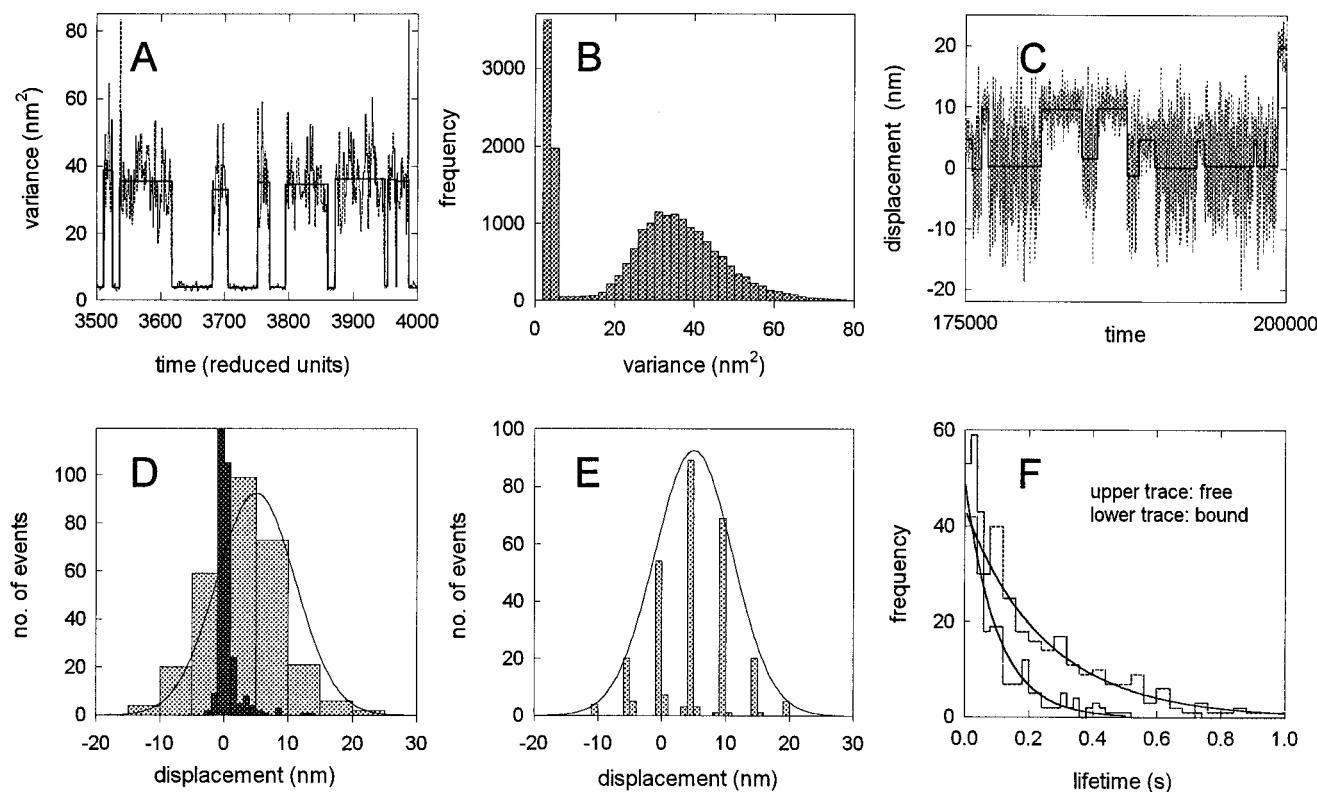 A
variance (nm²)
80
60
40
20
0
3500 3600 3700 3800 3900 4000
time (reduced units)
B
frequency
3000
2000
1000
0
0 20 40 60 80
variance (nm²)
C
displacement (nm)
20
10
0
-10
-20
175000 200000
time
D
no. of events
100
80
60
40
20
0
-20 -10 0 10 20 30
displacement (nm)
E
no. of events
100
80
60
40
20
0
-20 -10 0 10 20 30
displacement (nm)
F
upper trace: free
lower trace: bound
frequency
60
40
20
0
0.0 0.2 0.4 0.6 0.8 1.0
lifetime (s)